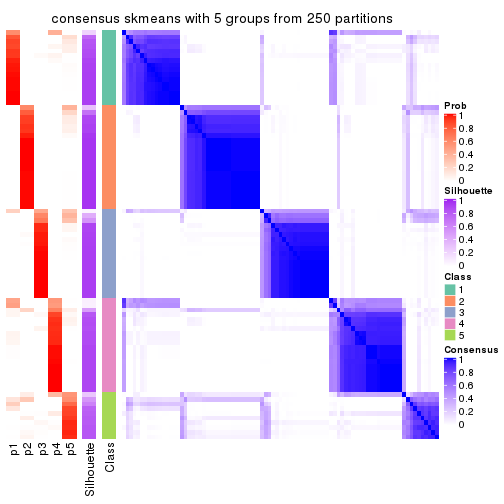 consensus skmeans with 5 groups from 250 partitions
Prob
1
0.8
0.6
0.4
0.2
0
Silhouette
1
0.8
0.6
0.4
0.2
0
Class
1
2
3
4
5
Consensus
1
0.8
0.6
0.4
0.2
0
p1
p2
p3
p4
p5
Silhouette
Class